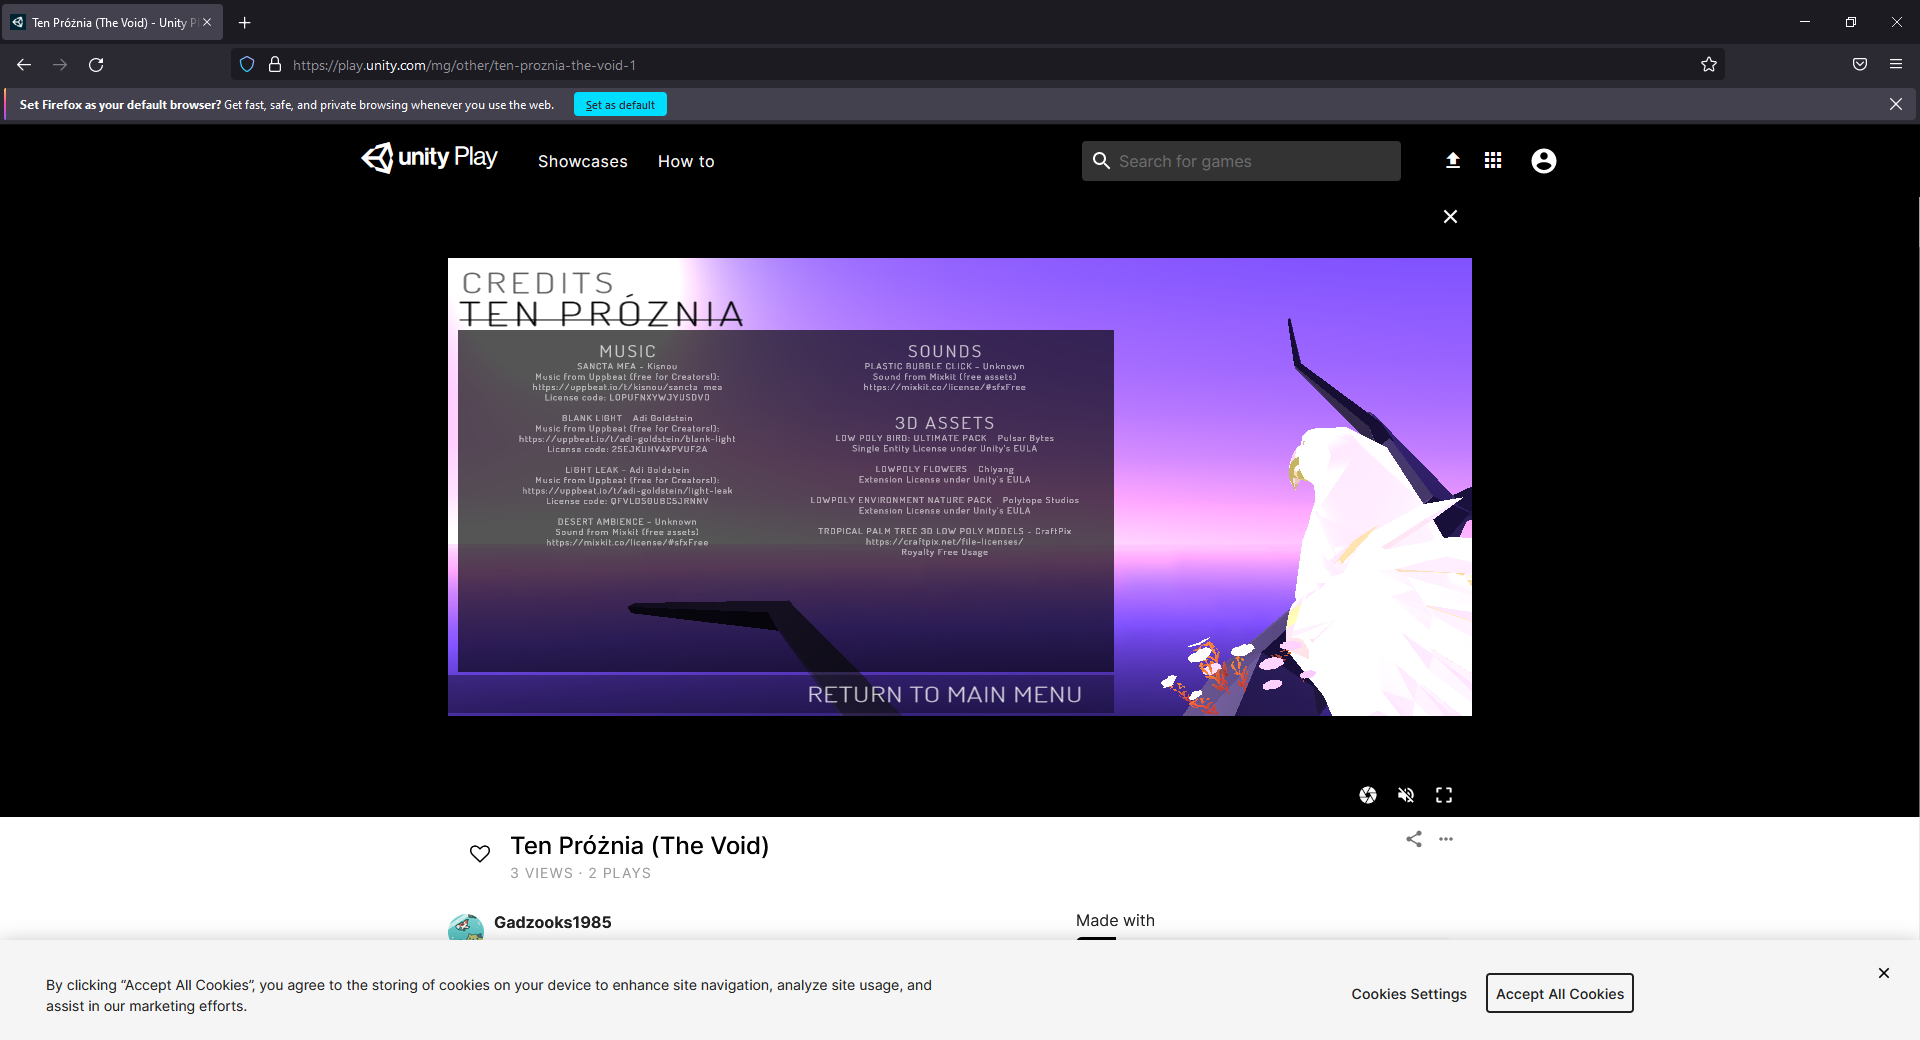 Ten Próżnia (The Void) - Unity P
https://play.unity.com/mg/other/ten-proznia-the-void-1
Set Firefox as your default browser? Get fast, safe, and private browsing whenever you use the web.
Set as default
unity Play
Showcases
How to
Search for games
CREDITS
TEN PRÓZNIA
MUSIC
SANCTA MEA - Kisnou
Music from Uppbeat (free for Creators!):
https://uppbeat.io/t/kisnou/sancta mea
License code:
BLANK LIGHT Adi Goldstein
Music from Uppbeat (free for Creators!):
https://uppbeat.io/t/adi-goldstein/blank-light
License code:
LIGHT LEAK - Adi Goldstein
Music from Uppbeat (free for Creators!):
https://uppbeat.io/t/adi-goldstein/light-leak
License code:
DESERT AMBIENCE - Unknown
Sound from Mixkit (free assets)
https://mixkit.co/license/#sfxFree
SOUNDS
PLASTIC BUBBLE CLICK - Unknown
Sound from Mixkit (free assets)
https://mixkit.co/license/#sfxFree
3D ASSETS
LOW POLY BIRD: ULTIMATE PACK Pulsar Bytes
Single Entity License under Unity's EULA
LOWPOLY FLOWERS Chlyang
Extension License under Unity's EULA
LOWPOLY ENVIRONMENT NATURE PACK Polytope Studios
Extension License under Unity's EULA
TROPICAL PALM TREE 3D LOW POLY MODELS - CraftPix
https://craftpix.net/file-licenses/
Royalty Free Usage
RETURN TO MAIN MENU
Ten Próżnia (The Void)
3 VIEWS · 2 PLAYS
Gadzooks1985
Made with
By clicking “Accept All Cookies”, you agree to the storing of cookies on your device to enhance site navigation, analyze site usage, and
assist in our marketing efforts.
Cookies Settings
Accept All Cookies